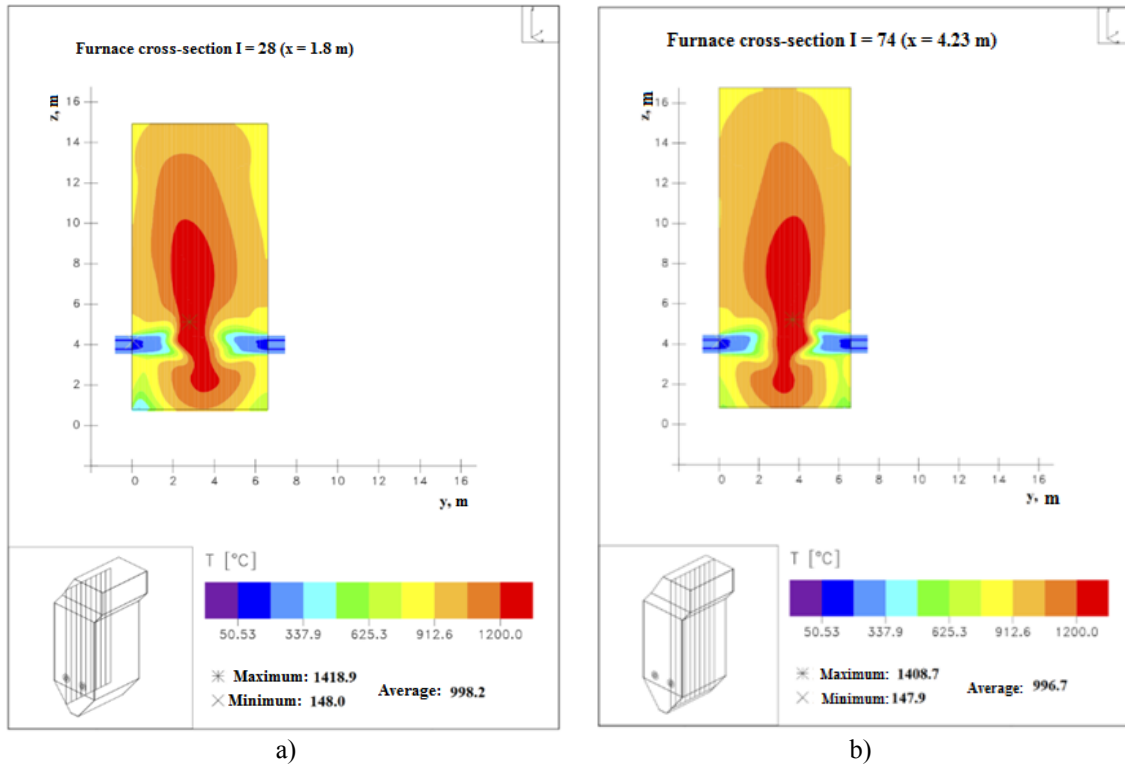 Furnace cross-section I = 28 (x = 1.8 m)
z, m
16
14
12
10
8
6
4
2
0
0 2 4 6 8 10 12 14 16
y, m
T [°C]
50.53 337.9 625.3 912.6 1200.0
Maximum: 1418.9
Minimum: 148.0
Average: 998.2
a)
Furnace cross-section I = 74 (x = 4.23 m)
z, m
16
14
12
10
8
6
4
2
0
0 2 4 6 8 10 12 14 16
y, m
T [°C]
50.53 337.9 625.3 912.6 1200.0
Maximum: 1408.7
Minimum: 147.9
Average: 996.7
b)